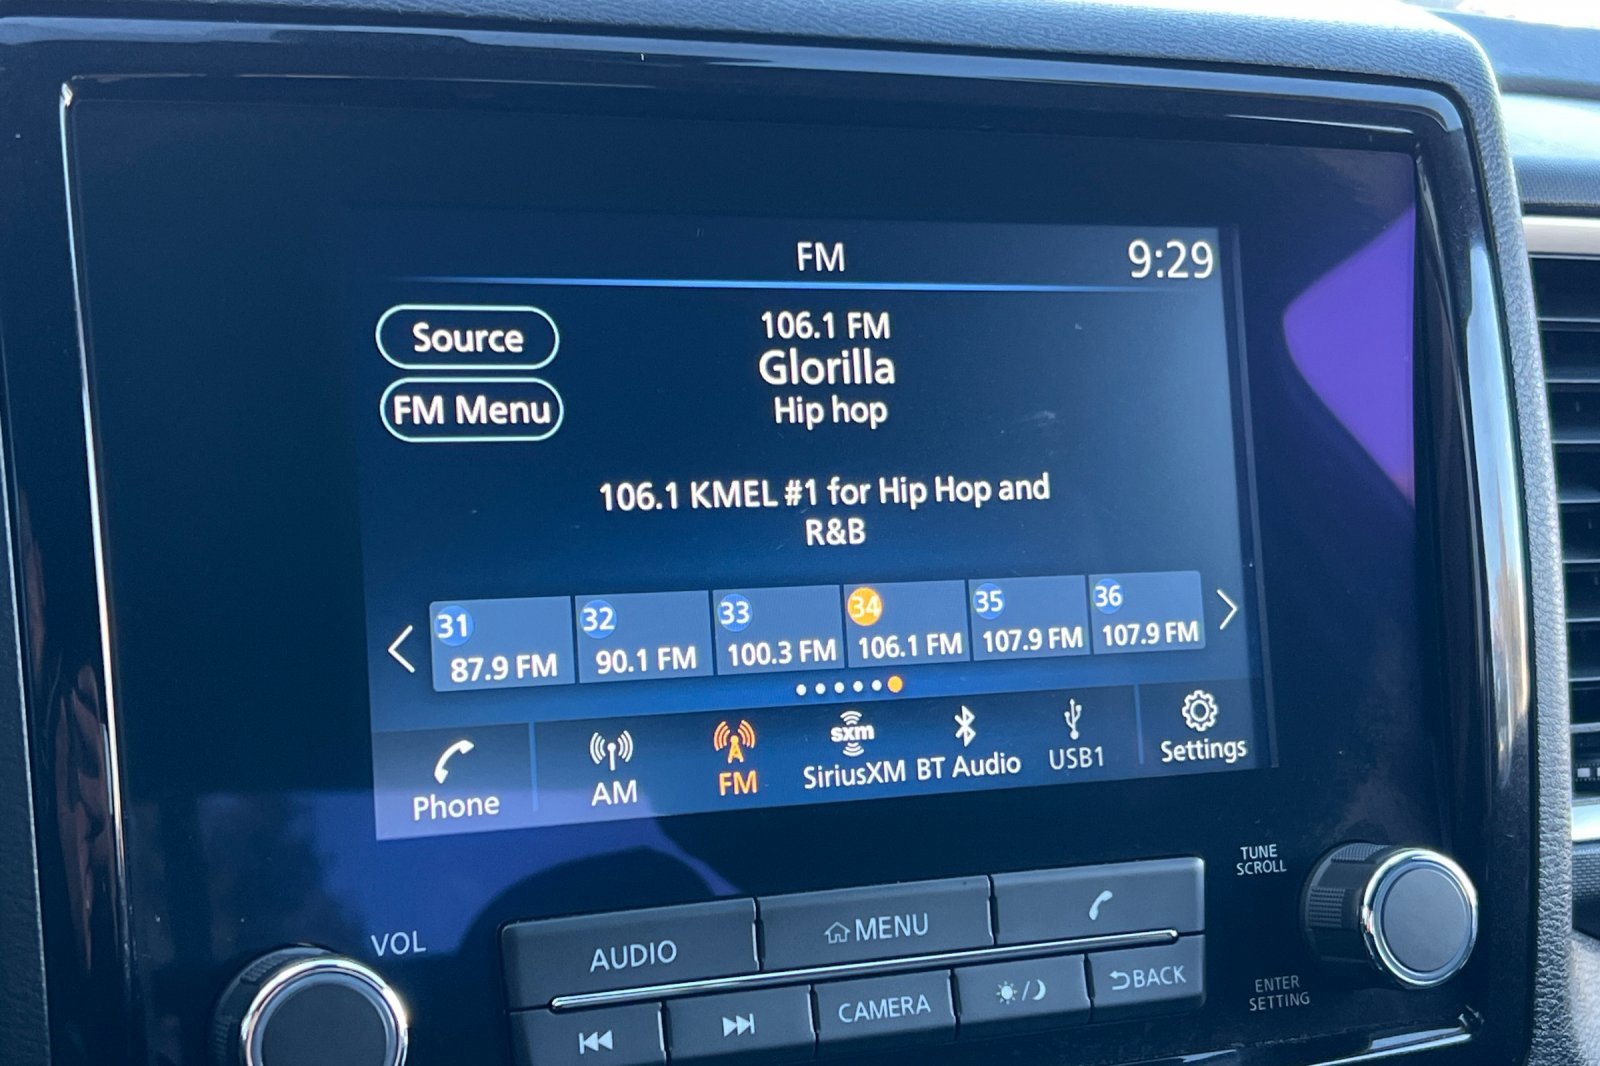 FM
9:29
Source
FM Menu
106.1 FM
Glorilla
Hip hop
106.1 KMEL #1 for Hip Hop and
R&B
31 32 33 34 35 36
87.9 FM 90.1 FM 100.3 FM 106.1 FM 107.9 FM 107.9 FM
sxm
Phone AM FM SiriusXM BT Audio USB1 Settings
TUNE
SCROLL
VOL
AUDIO MENU
CAMERA BACK
ENTER
SETTING